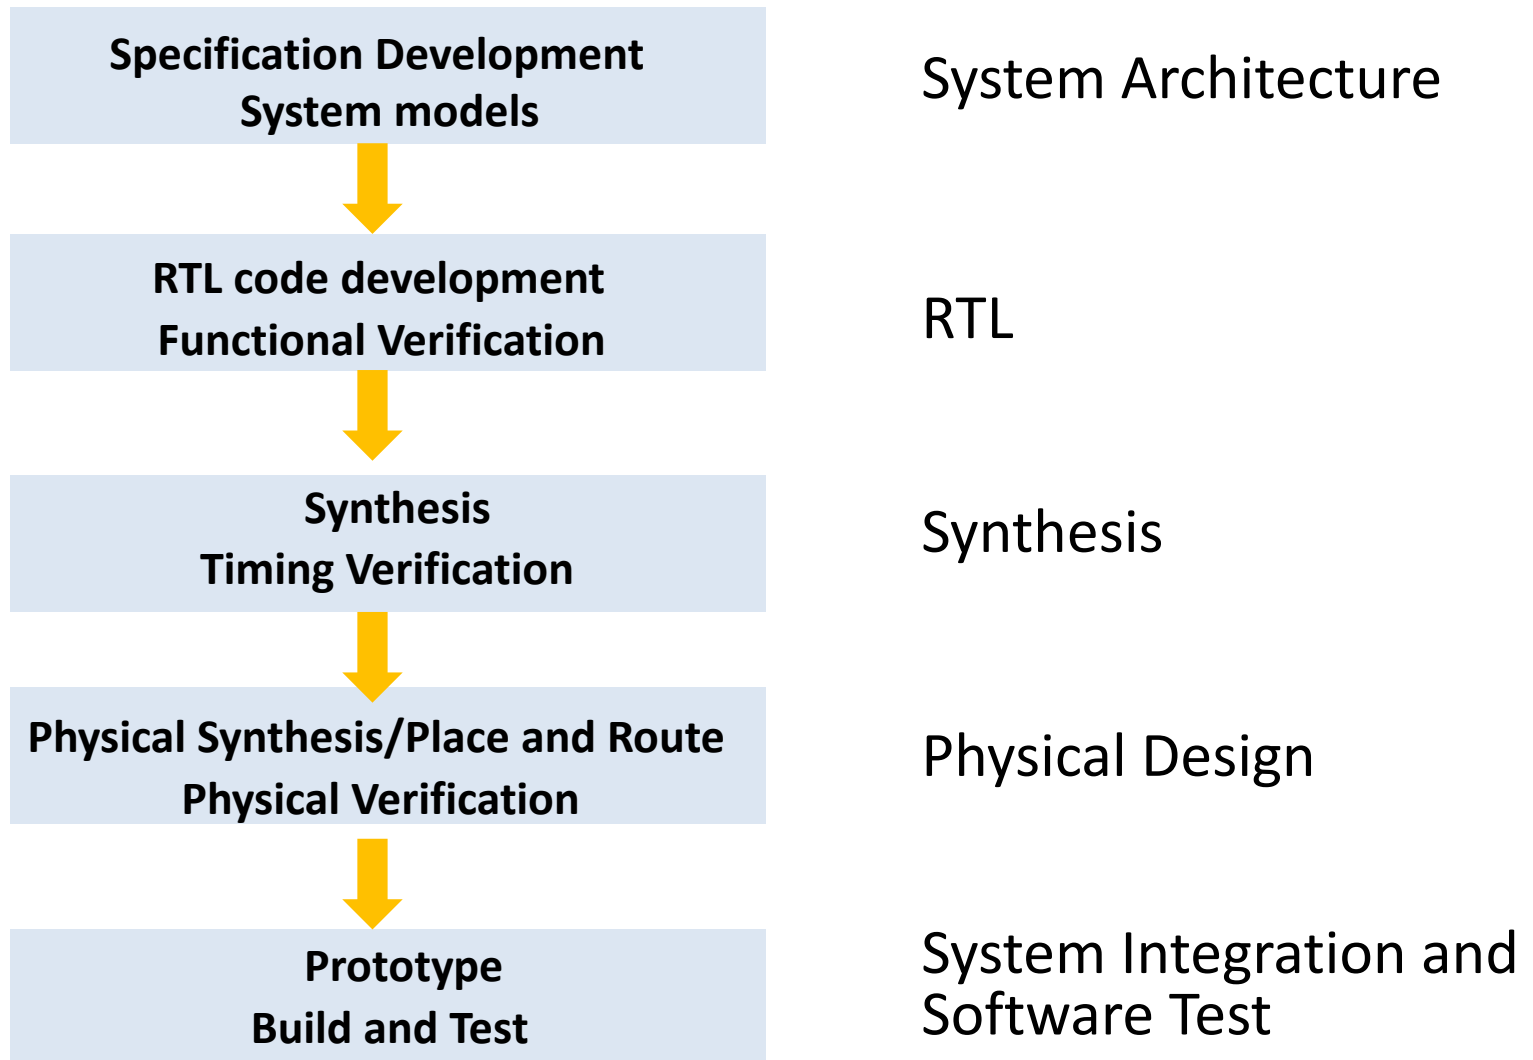 Specification Development
System models
System Architecture
RTL code development
Functional Verification
RTL
Synthesis
Timing Verification
Synthesis
Physical Synthesis/Place and Route
Physical Verification
Physical Design
Prototype
Build and Test
System Integration and
Software Test